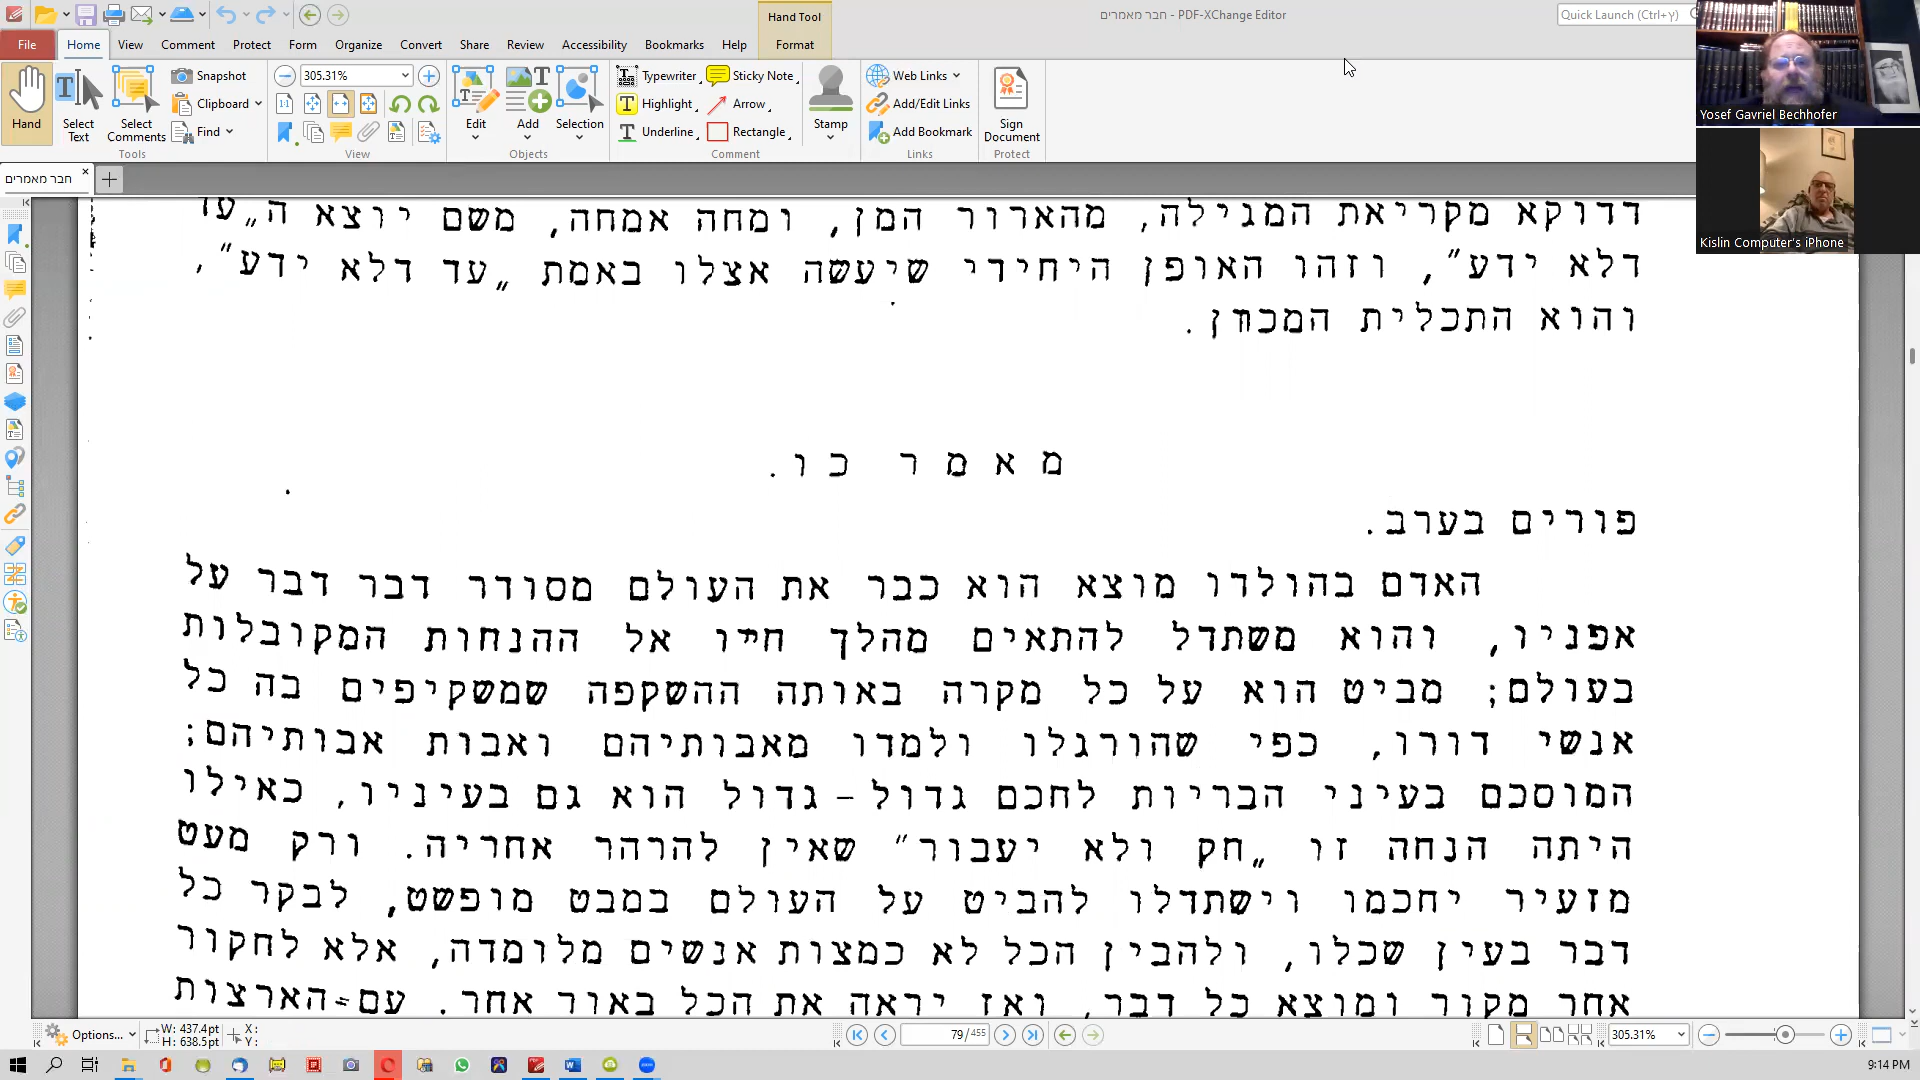 חבר מאמרים - PDF-XChange Editor
Hand Tool
Quick Launch (Ctrl+ץ)
File Home View Comment Protect Form Organize Convert Share Review Accessibility Bookmarks Help Format
Hand
Select Text
Select Comments
Snapshot
Clipboard
Find
Tools
305.31%
View
Edit
Add
Selection
Objects
Typewriter
Highlight
Underline
Sticky Note
Arrow
Rectangle
Stamp
Comment
Web Links
Add/Edit Links
Add Bookmark
Links
Sign Document
Protect
Yosef Gavriel Bechhofer
Kislin Computer's iPhone
חבר מאמרים
דדוקא מקריאת המגילה, מהארור המן, ומחה אמחה, משם יוצא ה„עד
דלא ידע״, וזהו האופן היחידי שיעשה אצלו באמת „עד דלא ידע״,
והוא התכלית המכוון.
מאמר כו.
פורים בערב.
האדם בהולדו מוצא הוא כבר את העולם מסודר דבר דבר על
אפניו, והוא משתדל להתאים מהלך חייו אל ההנחות המקובלות
בעולם; מביט הוא על כל מקרה באותה ההשקפה שמשקיפים בה כל
אנשי דורו, כפי שהורגלו ולמדו מאבותיהם ואבות אבותיהם;
המוסכם בעיני הבריות לחכם גדול – גדול הוא גם בעיניו, כאילו
היתה הנחה זו „חק ולא יעבור״ שאין להרהר אחריה. ורק מעט
מזעיר יחכמו וישתדלו להביט על העולם במבט מופשט, לבקר כל
דבר בעין שכלו, ולהבין הכל לא כמצות אנשים מלומדה, אלא לחקור
אחר מקור ומוצא כל דבר, ואז יראה את הכל באור אחר. עם=הארצות
Options...
W: 437.4pt
H: 638.5pt
X:
Y:
79 / 455
305.31%
9:14 PM